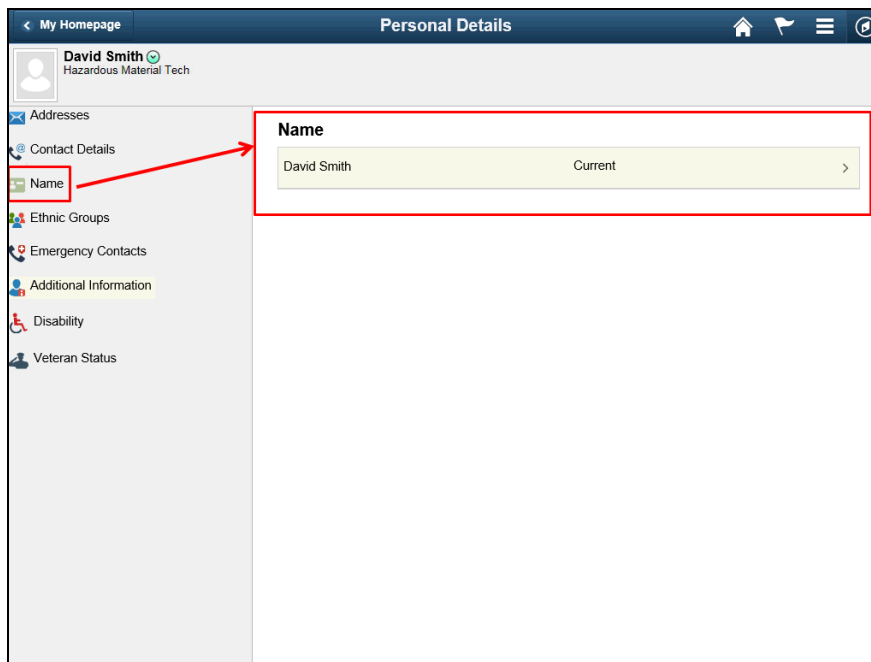 My Homepage
Personal Details
David Smith
Hazardous Material Tech
Addresses
Contact Details
Name
Ethnic Groups
Emergency Contacts
Additional Information
Disability
Veteran Status
Name
David Smith Current